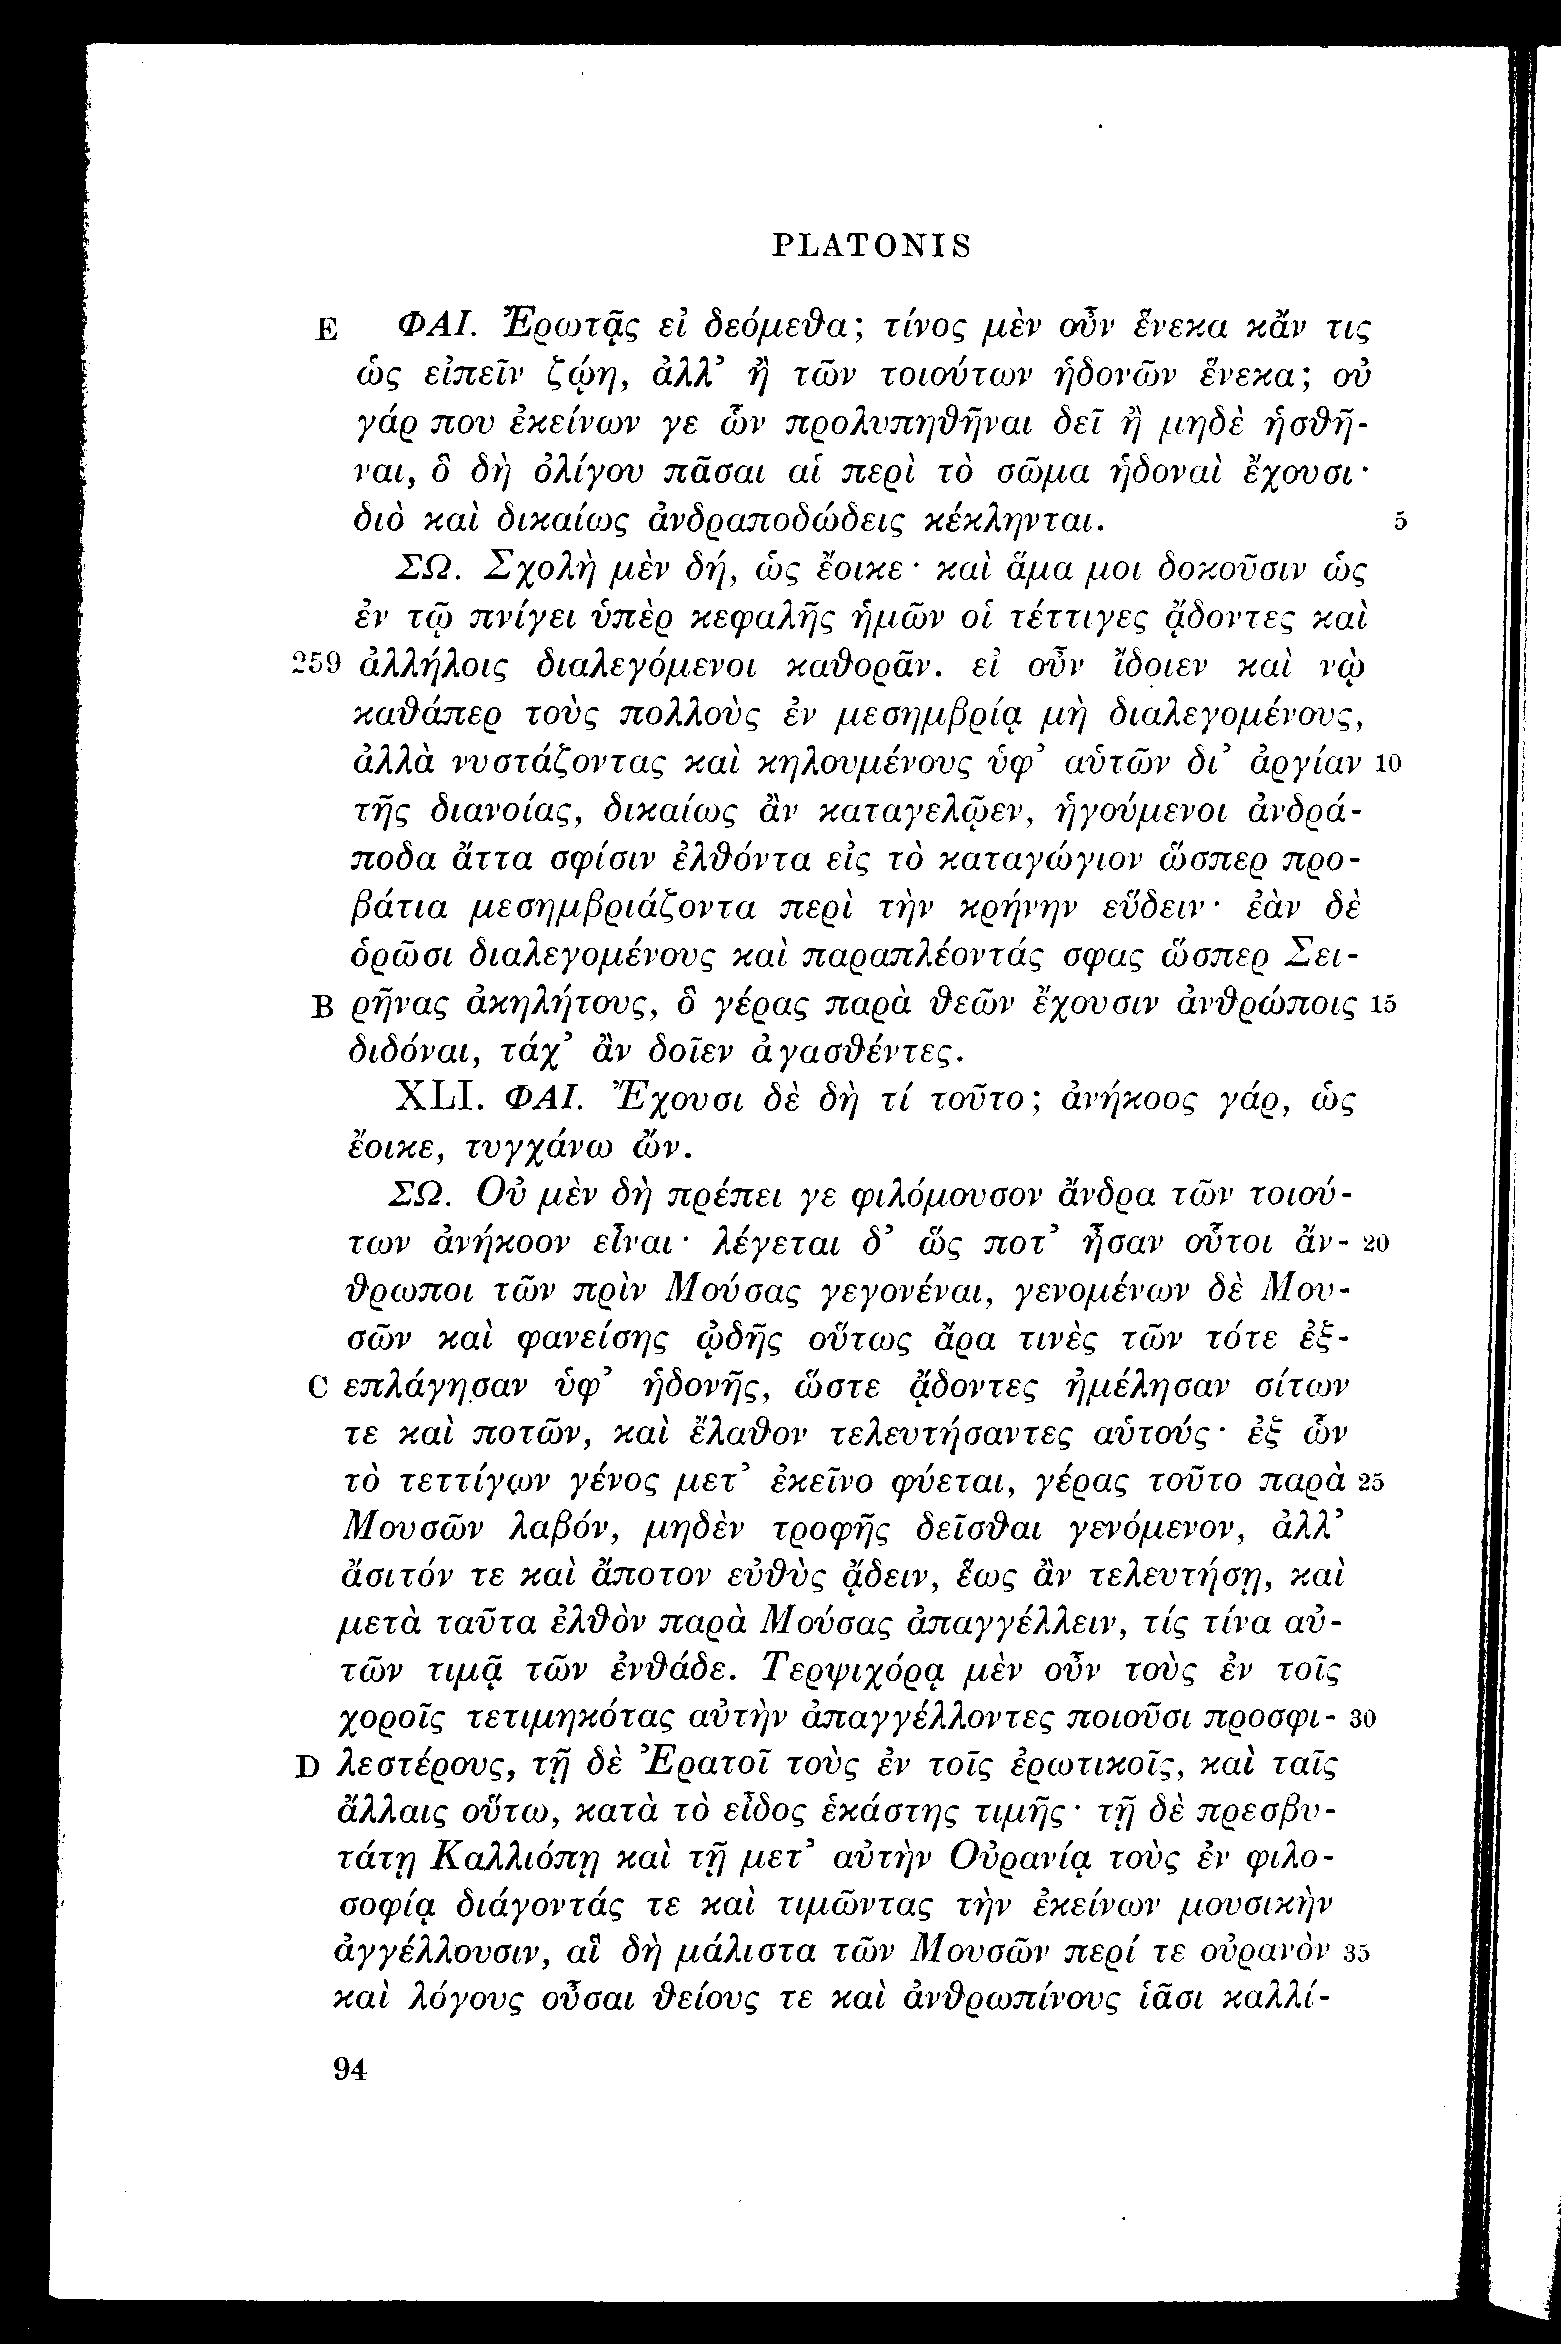 PLATONIS
E ΦΑΙ. Ἐρωτᾷς εἰ δεόμεθα; τίνος μὲν οὖν ἕνεκα κἄν τις
ὡς εἰπεῖν ζῴη, ἀλλ’ ἢ τῶν τοιούτων ἡδονῶν ἕνεκα; οὐ
γάρ που ἐκείνων γε ὧν προλυπηθῆναι δεῖ ἢ μηδὲ ἡσθῆ-
ναι, ὃ δὴ ὀλίγου πᾶσαι αἱ περὶ τὸ σῶμα ἡδοναὶ ἔχουσι·
διὸ καὶ δικαίως ἀνδραποδώδεις κέκληνται. 5
ΣΩ. Σχολὴ μὲν δή, ὡς ἔοικε· καὶ ἅμα μοι δοκοῦσιν ὡς
ἐν τῷ πνίγει ὑπὲρ κεφαλῆς ἡμῶν οἱ τέττιγες ᾄδοντες καὶ
259 ἀλλήλοις διαλεγόμενοι καθορᾶν. εἰ οὖν ἴδοιεν καὶ νὼ
καθάπερ τοὺς πολλοὺς ἐν μεσημβρίᾳ μὴ διαλεγομένους,
ἀλλὰ νυστάζοντας καὶ κηλουμένους ὑφ’ αὑτῶν δι’ ἀργίαν 10
τῆς διανοίας, δικαίως ἂν καταγελῷεν, ἡγούμενοι ἀνδρά-
ποδα ἄττα σφίσιν ἐλθόντα εἰς τὸ καταγώγιον ὥσπερ προ-
βάτια μεσημβριάζοντα περὶ τὴν κρήνην εὕδειν· ἐὰν δὲ
ὁρῶσι διαλεγομένους καὶ παραπλέοντάς σφας ὥσπερ Σει-
B ρῆνας ἀκηλήτους, ὃ γέρας παρὰ θεῶν ἔχουσιν ἀνθρώποις 15
διδόναι, τάχ’ ἂν δοῖεν ἀγασθέντες.
XLI. ΦΑΙ. Ἔχουσι δὲ δὴ τί τοῦτο; ἀνήκοος γάρ, ὡς
ἔοικε, τυγχάνω ὤν.
ΣΩ. Οὐ μὲν δὴ πρέπει γε φιλόμουσον ἄνδρα τῶν τοιού-
των ἀνήκοον εἶναι· λέγεται δ’ ὥς ποτ’ ἦσαν οὗτοι ἄν- 20
θρωποι τῶν πρὶν Μούσας γεγονέναι, γενομένων δὲ Μου-
σῶν καὶ φανείσης ᾠδῆς οὕτως ἄρα τινὲς τῶν τότε ἐξ-
C επλάγησαν ὑφ’ ἡδονῆς, ὥστε ᾄδοντες ἠμέλησαν σίτων
τε καὶ ποτῶν, καὶ ἔλαθον τελευτήσαντες αὑτούς· ἐξ ὧν
τὸ τεττίγων γένος μετ’ ἐκεῖνο φύεται, γέρας τοῦτο παρὰ 25
Μουσῶν λαβόν, μηδὲν τροφῆς δεῖσθαι γενόμενον, ἀλλ’
ἄσιτόν τε καὶ ἄποτον εὐθὺς ᾄδειν, ἕως ἂν τελευτήσῃ, καὶ
μετὰ ταῦτα ἐλθὸν παρὰ Μούσας ἀπαγγέλλειν, τίς τίνα αὐ-
τῶν τιμᾷ τῶν ἐνθάδε. Τερψιχόρᾳ μὲν οὖν τοὺς ἐν τοῖς
χοροῖς τετιμηκότας αὐτὴν ἀπαγγέλλοντες ποιοῦσι προσφι- 30
D λεστέρους, τῇ δὲ Ἐρατοῖ τοὺς ἐν τοῖς ἐρωτικοῖς, καὶ ταῖς
ἄλλαις οὕτω, κατὰ τὸ εἶδος ἑκάστης τιμῆς· τῇ δὲ πρεσβυ-
τάτῃ Καλλιόπῃ καὶ τῇ μετ’ αὐτὴν Οὐρανίᾳ τοὺς ἐν φιλο-
σοφίᾳ διάγοντάς τε καὶ τιμῶντας τὴν ἐκείνων μουσικὴν
ἀγγέλλουσιν, αἳ δὴ μάλιστα τῶν Μουσῶν περί τε οὐρανὸν 35
καὶ λόγους οὖσαι θείους τε καὶ ἀνθρωπίνους ἱᾶσι καλλί-
94